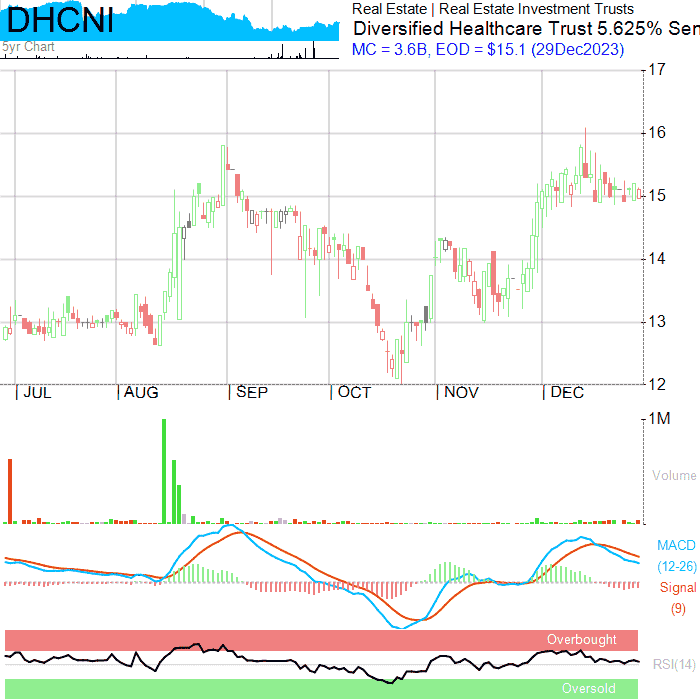 DHCNI
5yr Chart
Real Estate | Real Estate Investment Trusts
Diversified Healthcare Trust 5.625% Sen
MC = 3.6B, EOD = $15.1 (29Dec2023)
17
16
15
14
13
12
JUL AUG SEP OCT NOV DEC
1M
Volume
MACD
(12-26)
Signal
(9)
Overbought
RSI(14)
Oversold